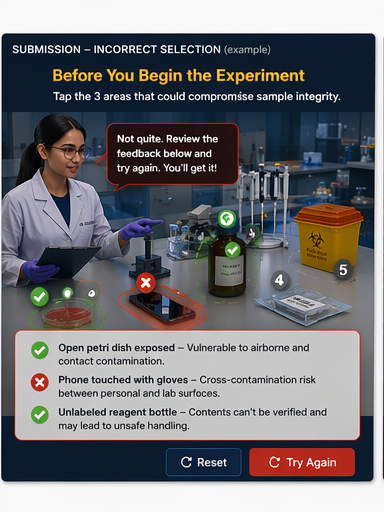 SUBMISSION – INCORRECT SELECTION (example)
Before You Begin the Experiment
Tap the 3 areas that could compromise sample integrity.
Not quite. Review the
feedback below and
try again. You'll get it!
4
5
Open petri dish exposed – Vulnerable to airborne and
contact contamination.
Phone touched with gloves – Cross-contamination risk
between personal and lab surfoces.
Unlabeled reagent bottle – Contents can't be verified and
may lead to unsafe handling.
Reset
Try Again